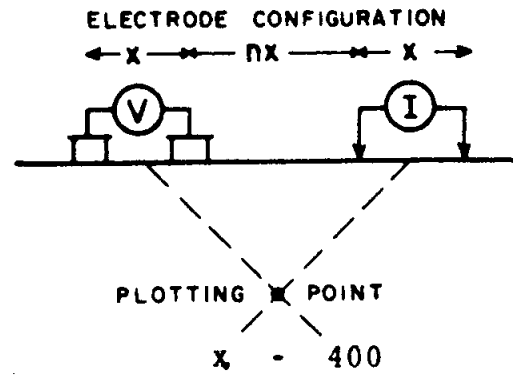 ELECTRODE CONFIGURATION
x nx x
V I
PLOTTING POINT
x - 400